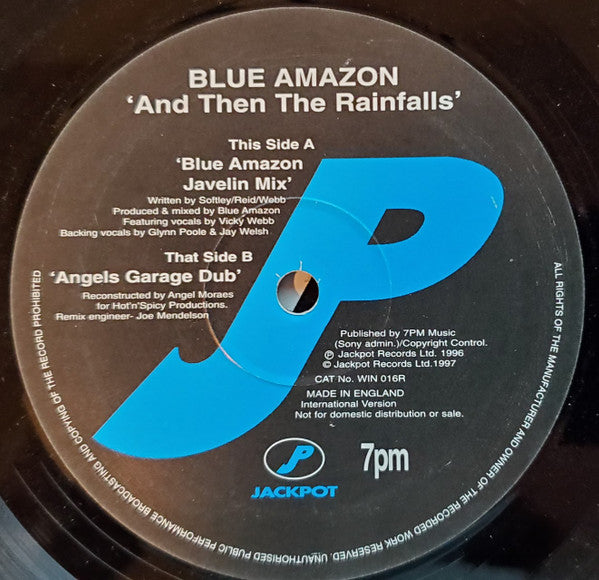 BLUE AMAZON
'And Then The Rainfalls'
This Side A
'Blue Amazon
Javelin Mix'
Written by Softley/Reid/Webb
Produced & mixed by Blue Amazon
Featuring vocals by Vicky Webb
Backing vocals by Glynn Poole & Jay Welsh
That Side B
'Angels Garage Dub'
Reconstructed by Angel Moraes
for Hot'n'Spicy Productions.
Remix engineer- Joe Mendelson
Published by 7PM Music
(Sony admin.)/Copyright Control.
℗ Jackpot Records Ltd. 1996
© Jackpot Records Ltd.1997
CAT No. WIN 016R
MADE IN ENGLAND
International Version
Not for domestic distribution or sale.
JP
JACKPOT
7pm
ALL RIGHTS OF THE MANUFACTURER AND OWNER OF THE RECORDED WORK RESERVED. UNAUTHORISED PUBLIC PERFORMANCE BROADCASTING AND COPYING OF THE RECORD PROHIBITED